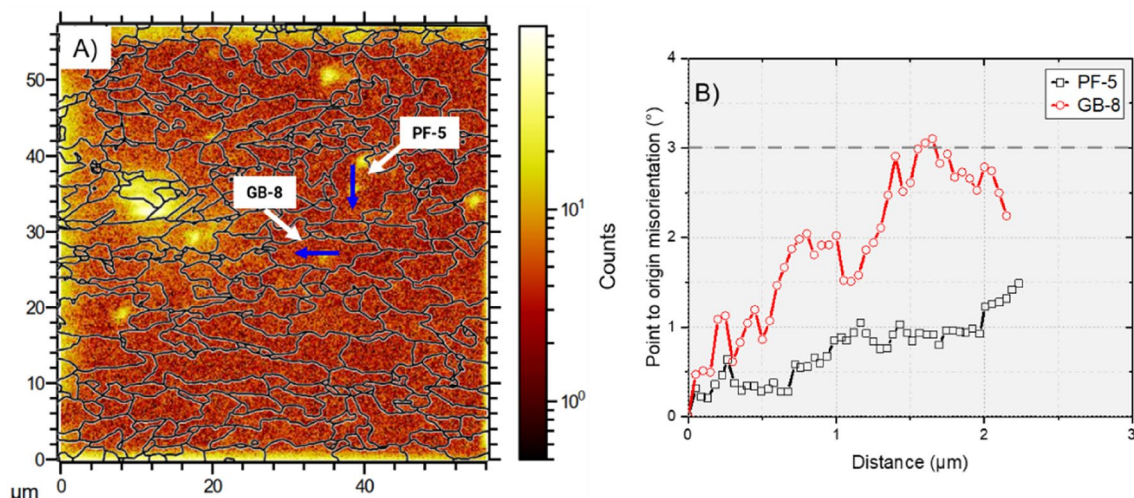 A)
50
40
30
20
10
0
0
20
40
µm
PF-5
GB-8
10¹
10⁰
Counts
B)
PF-5
GB-8
4
3
2
1
0
0
1
2
3
Point to origin misorientation (°)
Distance (µm)